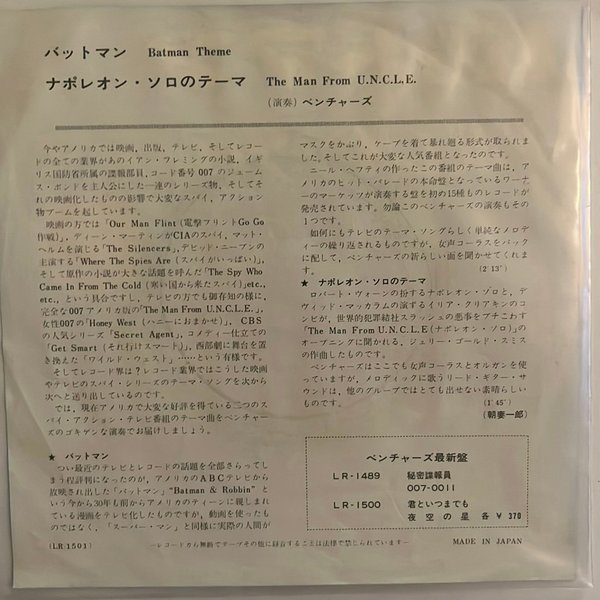 バットマン Batman Theme
ナポレオン・ソロのテーマ The Man From U.N.C.L.E.
(演奏) ベンチャーズ
今やアメリカでは映画, 出版, テレビ, そしてレコー
ドの全ての業界があのイアン・フレミングの小説, イギ
リス国防省所属の諜報部員, コード番号 007 のジェーム
ス・ボンドを主人公にした一連のシリーズ物, そしてそ
れの映画化したものの影響で大変なスパイ, アクション
物ブームを起しています。
映画の方では「Our Man Flint (電撃フリント Go Go
作戦)」, ディーン・マーティンがCIAのスパイ, マット・
ヘルムを演じる「The Silencers」, デビッド・ニーブンの
主演する「Where The Spies Are (スパイがいっぱい)」,
そして原作の小説が大きな話題を呼んだ「The Spy Who
Came In From The Cold (寒い国から来たスパイ)」etc.,
etc., という具合ですし, テレビの方でも御存知の様に,
完全な007アメリカ版の「The Man From U.N.C.L.E.」,
女性007の「Honey West (ハニーにおまかせ)」, CBS
の人気シリーズ「Secret Agent」, コメディー仕立ての
「Get Smart (それ行けスマート)」, 西部劇に舞台を置
き換えた「ワイルド・ウェスト」……という有様です。
そしてレコード界は？レコード業界ではこうした映画
やテレビのスパイ・シリーズのテーマ・ソングを次から
次へと送り出しているのです。
では, 現在アメリカで大変な好評を得ている二つのス
パイ・アクション・テレビ番組のテーマ曲をベンチャー
ズのゴキゲンな演奏でお届けしましょう。
★ バットマン
つい最近のテレビとレコードの話題を全部さらってし
まう程評判になったのが, アメリカのABCテレビから
放映され出した「バットマン」"Batman & Robbin" と
いう今から30年も前からアメリカのティーンに親しまれ
ている漫画をテレビ化したものですが, 動画を使ったも
のではなく, 「スーパー・マン」と同様に実際の人間が
マスクをかぶり, ケープを着て暴れ廻る形式が取られま
した。そしてこれが大変な人気番組となったのです。
ニール・ヘフティの作ったこの番組のテーマ曲は, ア
メリカのヒット・パレードの本命盤となっているワーナ
ーのマーケッツが演奏する盤を初め15種ものレコードが
発売されています。勿論このベンチャーズの演奏もその
1つです。
如何にもテレビのテーマ・ソングらしく単純なメロデ
ィーの繰り返されるものですが, 女声コーラスをバック
に配して, ベンチャーズの新らしい面を聞かせてくれま
す。 (2′13″)
★ ナポレオン・ソロのテーマ
ロバート・ヴォーンの扮するナポレオン・ソロと, デ
ヴィッド・マッカラムの演ずるイリア・クリアキンのコ
ンビが, 世界的犯罪結社スラッシュの悪事をブチこわす
「The Man From U.N.C.L.E (ナポレオン・ソロ)」のオ
ープニングに聞かれる, ジェリー・ゴールド・スミス
の作曲したものです。
ベンチャーズはここでも女声コーラスとオルガンを使
っていますが, メロディックに歌うリード・ギター・サ
ウンドは, 他のグループではとても出せない素晴らしい
ものです。 (1′45″)
(朝妻一郎)
ベンチャーズ最新盤
LR-1489 秘密諜報員
007-0011
LR-1500 君といつまでも
夜空の星 各 ¥370
(LR 1501)
—レコードから無断でテープその他に録音することは法律で禁じられています—
MADE IN JAPAN